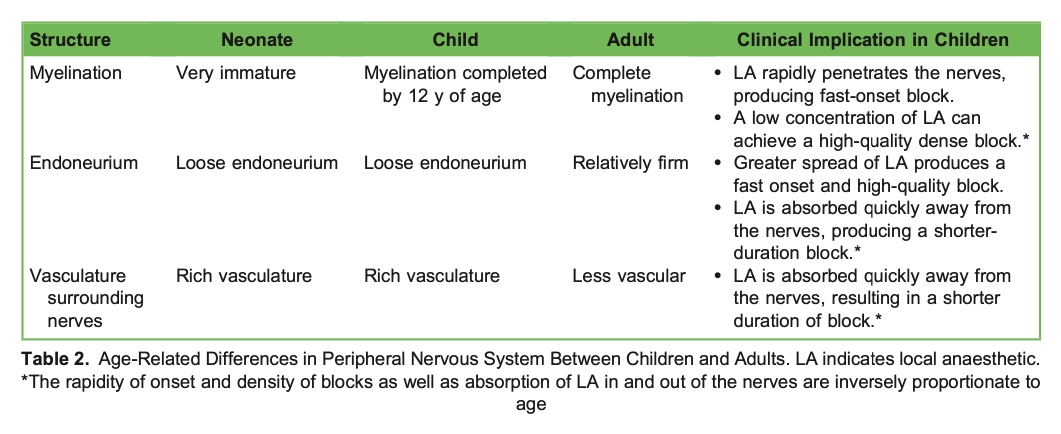 Structure Neonate Child Adult Clinical Implication in Children
Myelination Very immature Myelination completed by 12 y of age Complete myelination • LA rapidly penetrates the nerves, producing fast-onset block.
• A low concentration of LA can achieve a high-quality dense block.*
Endoneurium Loose endoneurium Loose endoneurium Relatively firm • Greater spread of LA produces a fast onset and high-quality block.
• LA is absorbed quickly away from the nerves, producing a shorter-duration block.*
Vasculature surrounding nerves Rich vasculature Rich vasculature Less vascular • LA is absorbed quickly away from the nerves, resulting in a shorter duration of block.*
Table 2. Age-Related Differences in Peripheral Nervous System Between Children and Adults. LA indicates local anaesthetic.
*The rapidity of onset and density of blocks as well as absorption of LA in and out of the nerves are inversely proportionate to
age